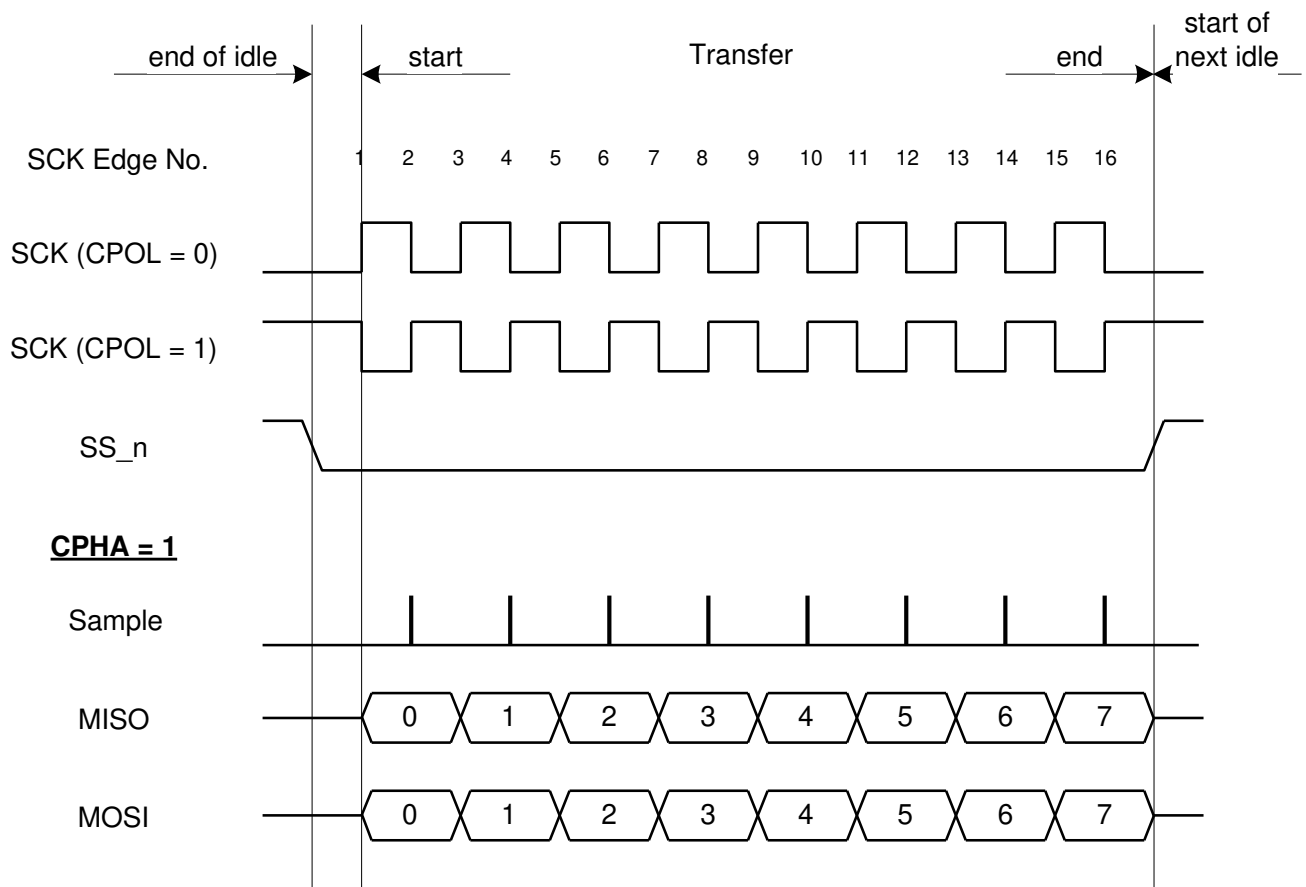 end of idle start Transfer end start of
next idle
SCK Edge No. 1 2 3 4 5 6 7 8 9 10 11 12 13 14 15 16
SCK (CPOL = 0)
SCK (CPOL = 1)
SS_n
CPHA = 1
Sample
MISO 0 1 2 3 4 5 6 7
MOSI 0 1 2 3 4 5 6 7